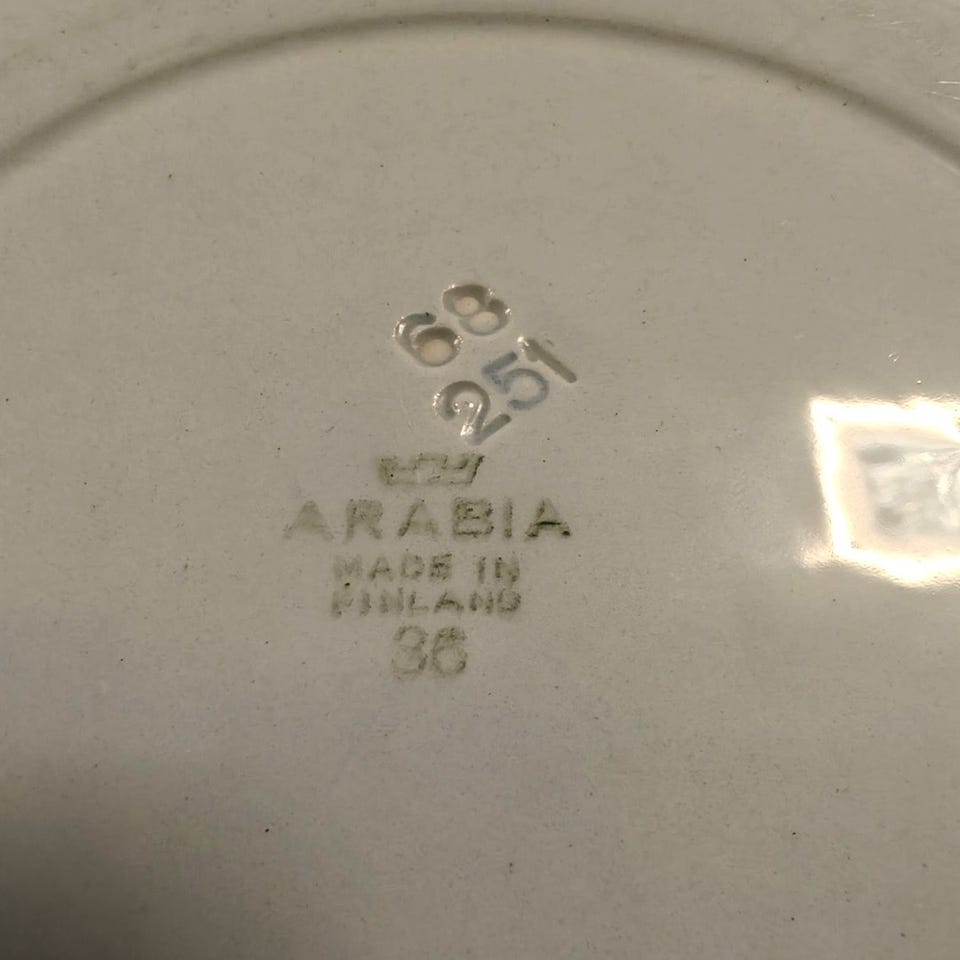 68
251
ARABIA
MADE IN
FINLAND
36